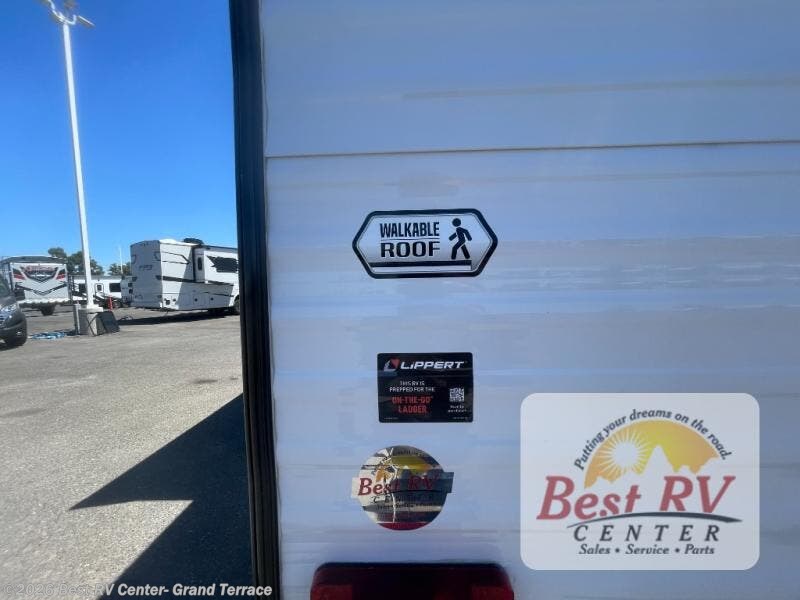 WALKABLE
ROOF
LIPPERT
THIS RV IS
PREPPED FOR THE
ON-THE-GO
LADDER
Best RV
CENTER
Putting your dreams on the road.
Best RV
CENTER
Sales • Service • Parts
Best RV Center- Grand Terrace